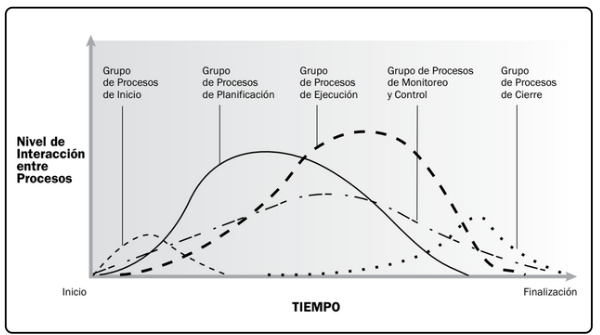 Grupo
de Procesos
de Inicio
Grupo
de Procesos
de Planificación
Grupo
de Procesos
de Ejecución
Grupo de Procesos
de Monitoreo
y Control
Grupo
de Procesos
de Cierre
Nivel de
Interacción
entre
Procesos
Inicio
Finalización
TIEMPO